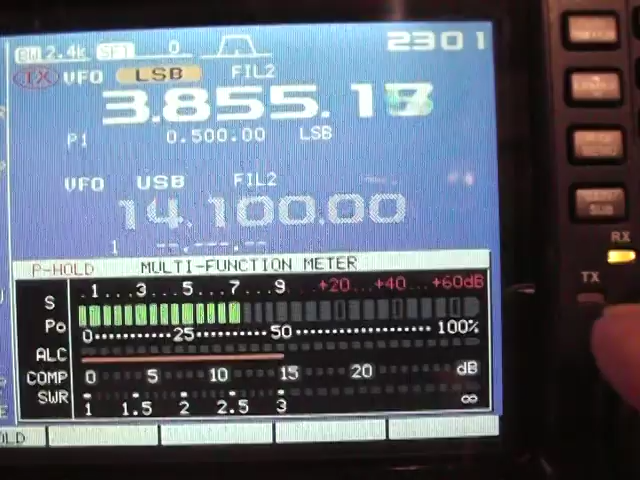 BW 2.4k SFT 0 2301
TX VFO LSB FIL2
3.855.1
P1 0.500.00 LSB
VFO USB FIL2
14.100.00
1 --.---.--
P-HOLD MULTI-FUNCTION METER
S .1...3...5...7...9...+20...+40...+60dB
Po 0 25 50 100%
ALC
COMP 0 5 10 15 20 dB
SWR 1 1.5 2 2.5 3 ∞
OLD
RX
TX